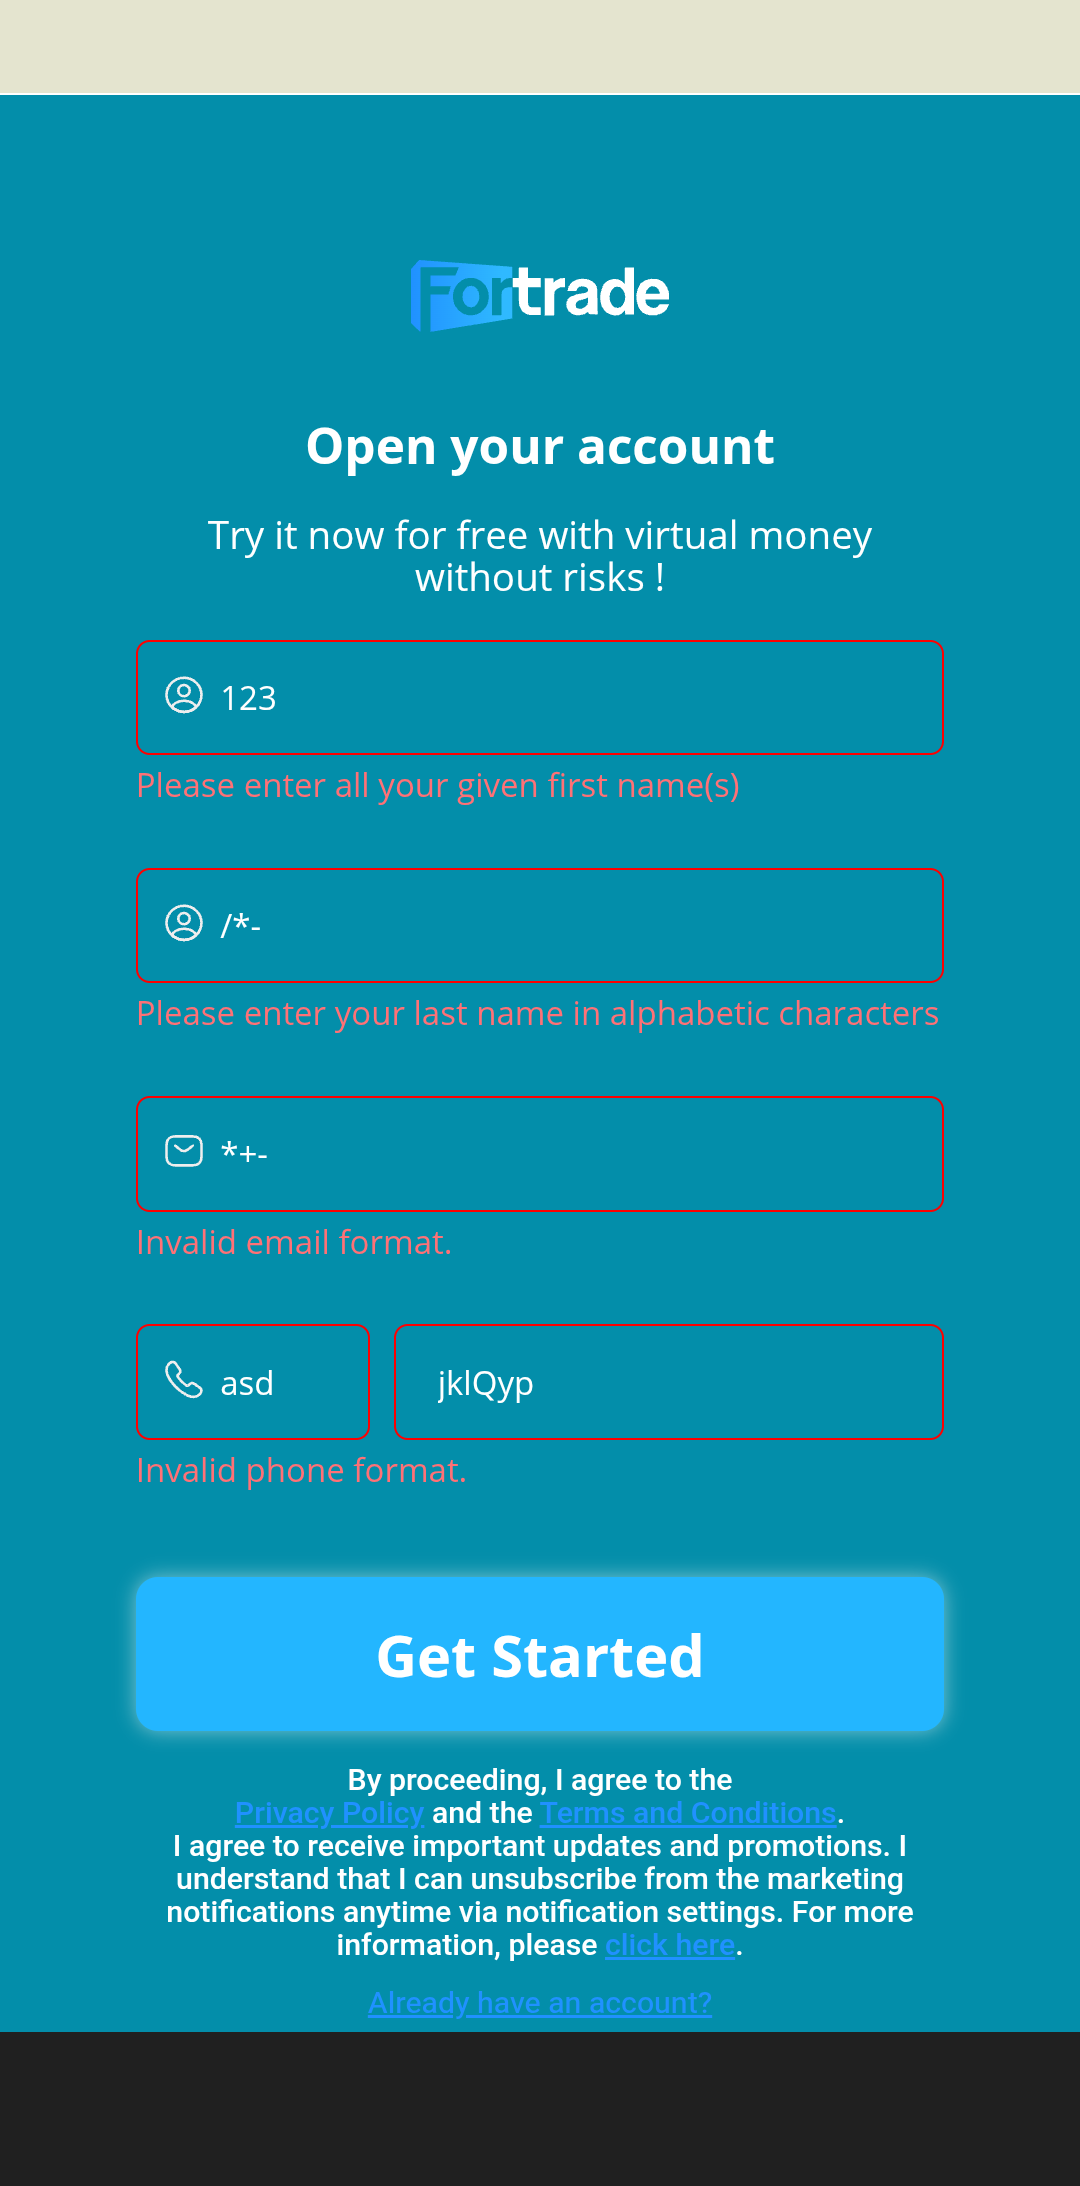 Fortrade
Open your account
Try it now for free with virtual money
without risks !
123
Please enter all your given first name(s)
/*-
Please enter your last name in alphabetic characters
*+-
Invalid email format.
asd jklQyp
Invalid phone format.
Get Started
By proceeding, I agree to the
Privacy Policy and the Terms and Conditions.
I agree to receive important updates and promotions. I
understand that I can unsubscribe from the marketing
notifications anytime via notification settings. For more
information, please click here.
Already have an account?